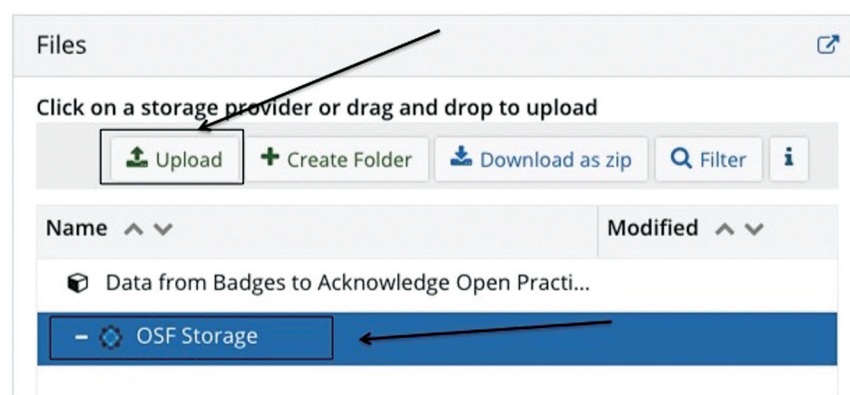 Files
Click on a storage provider or drag and drop to upload
Upload Create Folder Download as zip Filter i
Name Modified
Data from Badges to Acknowledge Open Practi...
OSF Storage